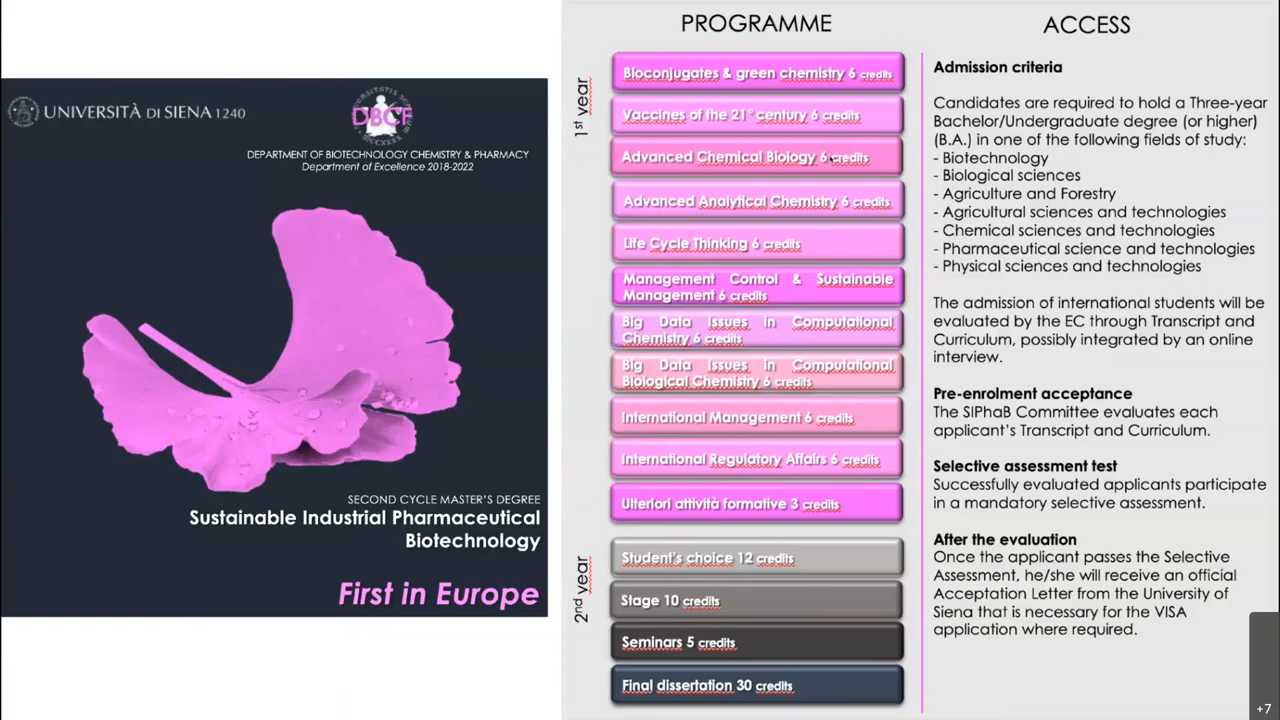 UNIVERSITÀ DI SIENA 1240
DBCF
DEPARTMENT OF BIOTECHNOLOGY CHEMISTRY & PHARMACY
Department of Excellence 2018-2022
SECOND CYCLE MASTER'S DEGREE
Sustainable Industrial Pharmaceutical
Biotechnology
First in Europe
PROGRAMME
1st year
Bioconjugates & green chemistry 6 credits
Vaccines of the 21° century 6 credits
Advanced Chemical Biology 6 credits
Advanced Analytical Chemistry 6 credits
Life Cycle Thinking 6 credits
Management Control & Sustainable
Management 6 credits
Big Data Issues in Computational
Chemistry 6 credits
Big Data Issues in Computational
Biological Chemistry 6 credits
International Management 6 credits
International Regulatory Affairs 6 credits
Ulteriori attività formative 3 credits
2nd year
Student's choice 12 credits
Stage 10 credits
Seminars 5 credits
Final dissertation 30 credits
ACCESS
Admission criteria
Candidates are required to hold a Three-year
Bachelor/Undergraduate degree (or higher)
(B.A.) in one of the following fields of study:
- Biotechnology
- Biological sciences
- Agriculture and Forestry
- Agricultural sciences and technologies
- Chemical sciences and technologies
- Pharmaceutical science and technologies
- Physical sciences and technologies
The admission of international students will be
evaluated by the EC through Transcript and
Curriculum, possibly integrated by an online
interview.
Pre-enrolment acceptance
The SIPhaB Committee evaluates each
applicant's Transcript and Curriculum.
Selective assessment test
Successfully evaluated applicants participate
in a mandatory selective assessment.
After the evaluation
Once the applicant passes the Selective
Assessment, he/she will receive an official
Acceptation Letter from the University of
Siena that is necessary for the VISA
application where required.
+7